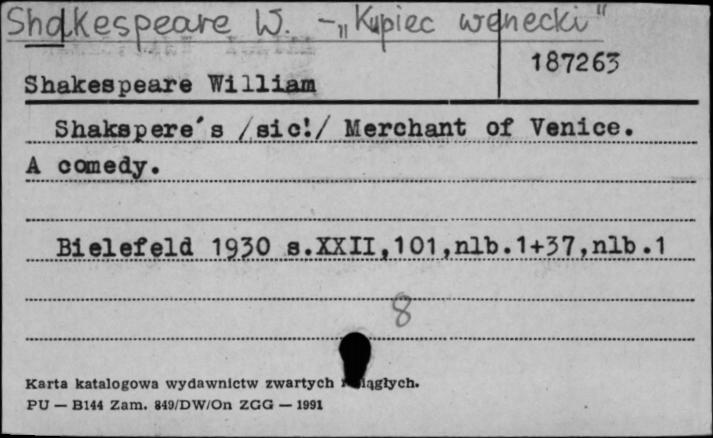 Shakespeare W. – „Kupiec wenecki"
187263
Shakespeare William
Shakspere's /sic!/ Merchant of Venice.
A comedy.
Bielefeld 1930 s.XXII,101,nlb.1+37,nlb.1
8
Karta katalogowa wydawnictw zwartych i ciągłych.
PU — B144 Zam. 849/DW/On ZGG — 1991